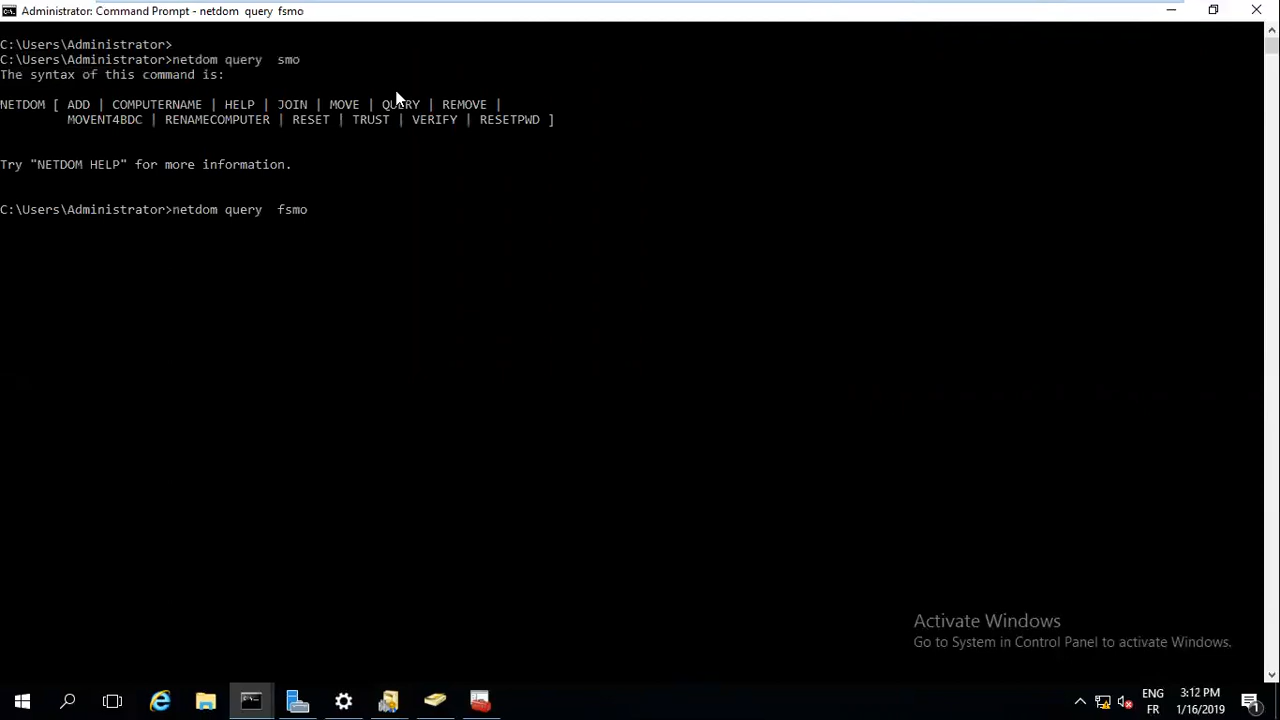 Administrator: Command Prompt - netdom  query  fsmo
C:\Users\Administrator>
C:\Users\Administrator>netdom query  smo
The syntax of this command is:
NETDOM [ ADD | COMPUTERNAME | HELP | JOIN | MOVE | QUERY | REMOVE |
MOVENT4BDC | RENAMECOMPUTER | RESET | TRUST | VERIFY | RESETPWD ]
Try "NETDOM HELP" for more information.
C:\Users\Administrator>netdom query  fsmo
Activate Windows
Go to System in Control Panel to activate Windows.
ENG
FR
3:12 PM
1/16/2019
1